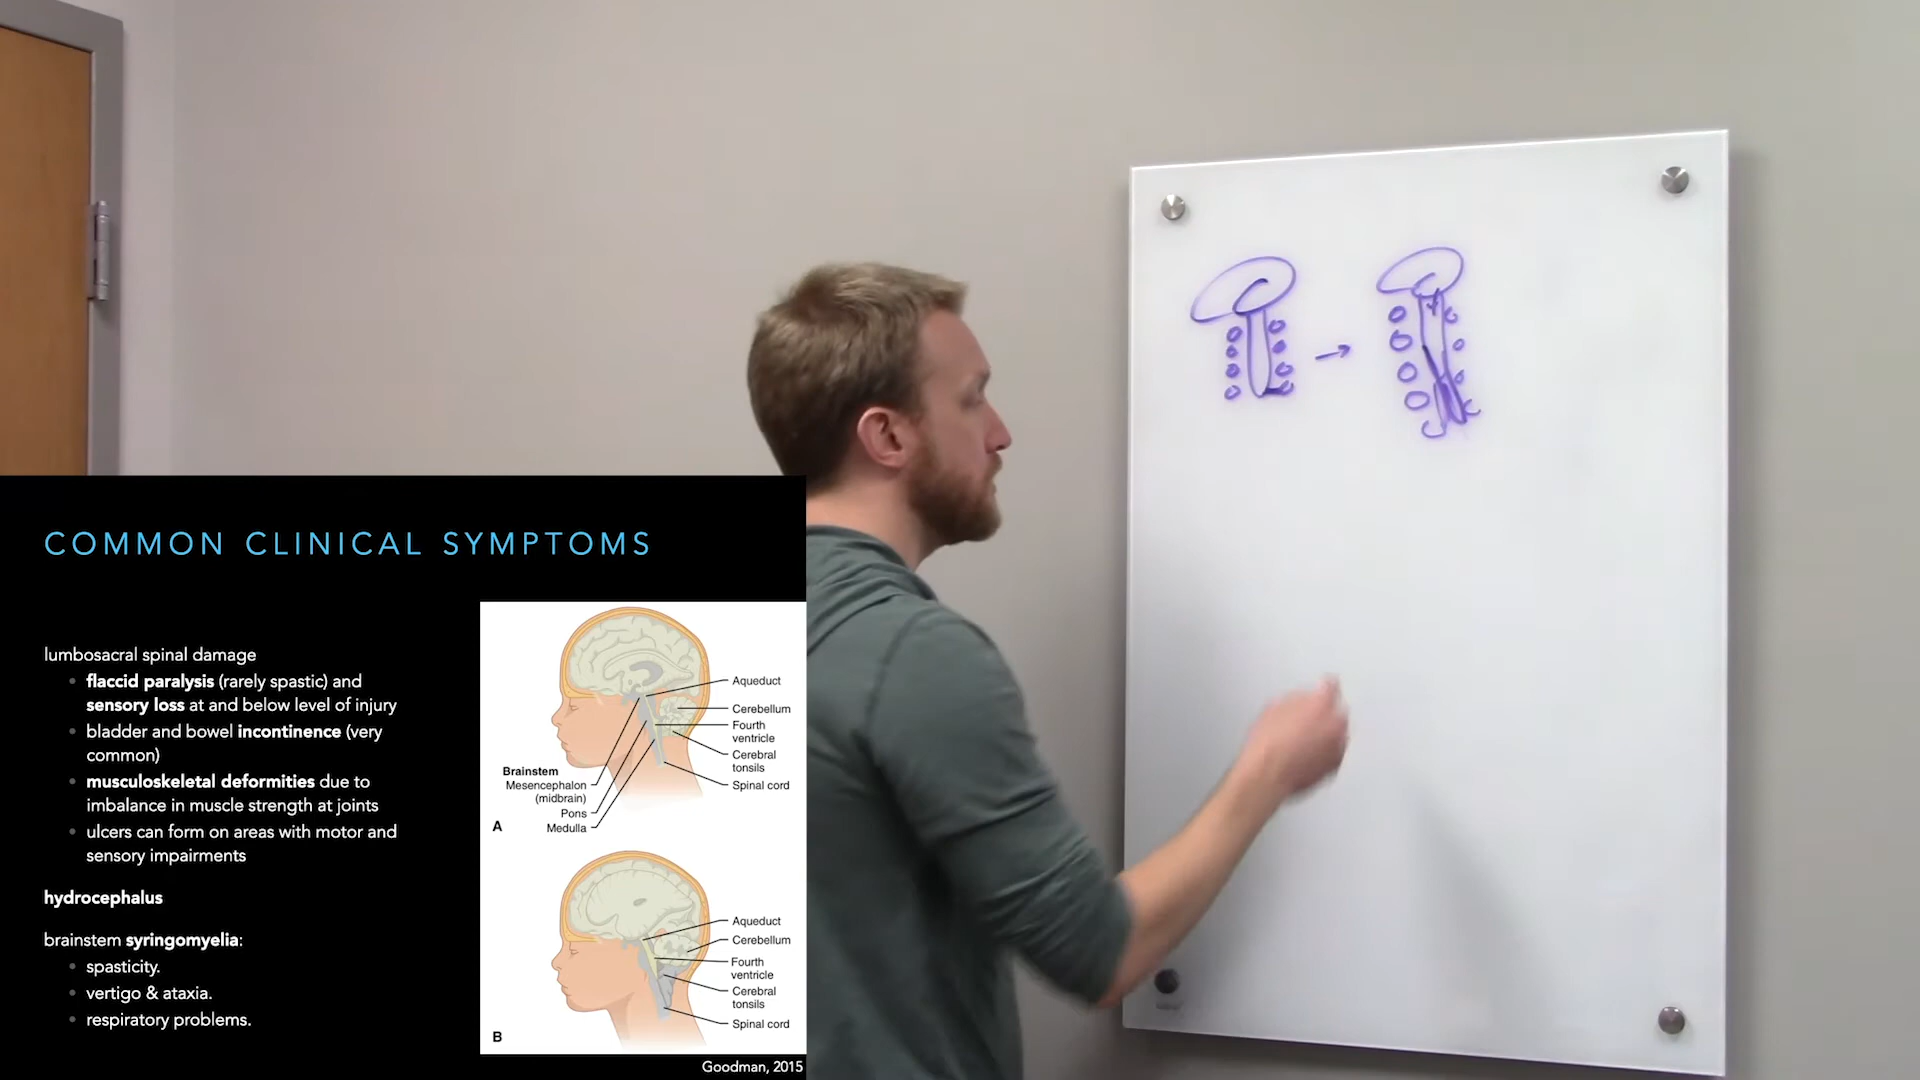 COMMON CLINICAL SYMPTOMS
lumbosacral spinal damage
• flaccid paralysis (rarely spastic) and
sensory loss at and below level of injury
• bladder and bowel incontinence (very
common)
• musculoskeletal deformities due to
imbalance in muscle strength at joints
• ulcers can form on areas with motor and
sensory impairments
hydrocephalus
brainstem syringomyelia:
• spasticity.
• vertigo & ataxia.
• respiratory problems.
Aqueduct
Cerebellum
Fourth
ventricle
Cerebral
tonsils
Spinal cord
Brainstem
Mesencephalon
(midbrain)
Pons
Medulla
A
Aqueduct
Cerebellum
Fourth
ventricle
Cerebral
tonsils
Spinal cord
B
Goodman, 2015